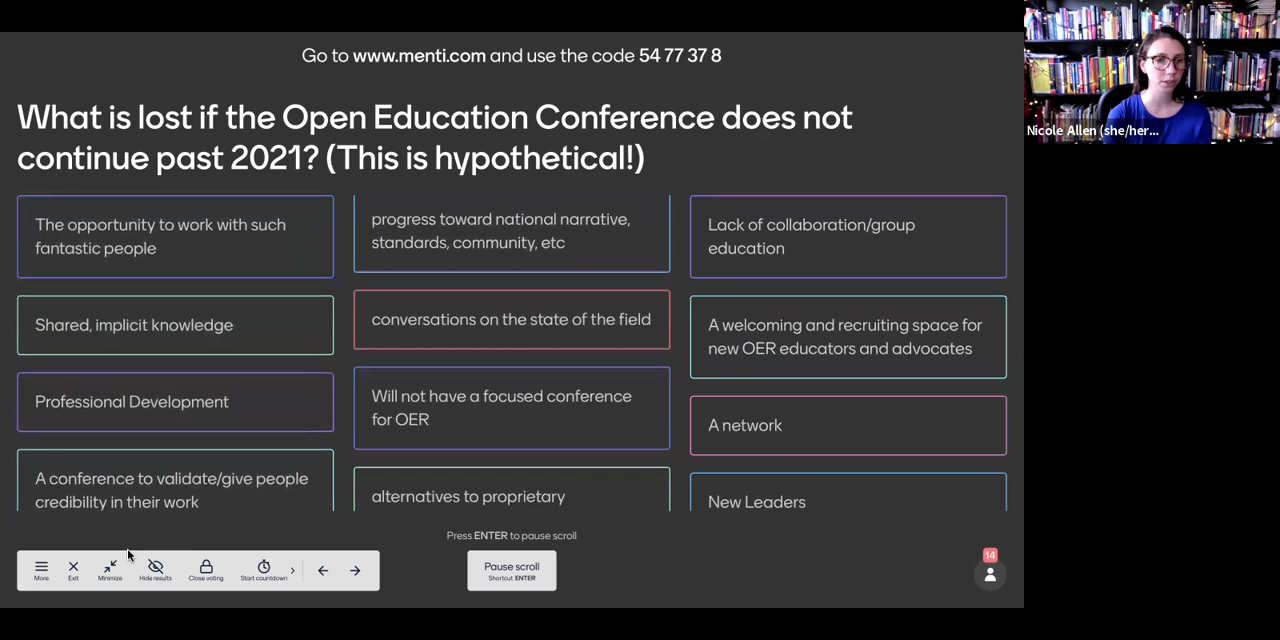 Go to www.menti.com and use the code 54 77 37 8
What is lost if the Open Education Conference does not
continue past 2021? (This is hypothetical!)
The opportunity to work with such
fantastic people
Shared, implicit knowledge
Professional Development
A conference to validate/give people
credibility in their work
progress toward national narrative,
standards, community, etc
conversations on the state of the field
Will not have a focused conference
for OER
alternatives to proprietary
Lack of collaboration/group
education
A welcoming and recruiting space for
new OER educators and advocates
A network
New Leaders
Press ENTER to pause scroll
More
Exit
Minimize
Hide results
Close voting
Start countdown
Pause scroll
Shortcut ENTER
14
Nicole Allen (she/her...